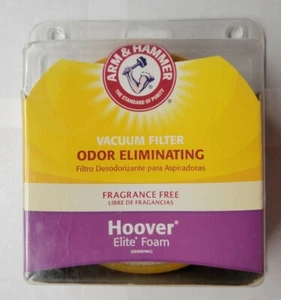 ARM & HAMMER
THE STANDARD OF PURITY
VACUUM FILTER
ODOR ELIMINATING
Filtro Desodorizante para Aspiradoras
FRAGRANCE FREE
LIBRE DE FRAGANCIAS
Hoover®
Elite® Foam